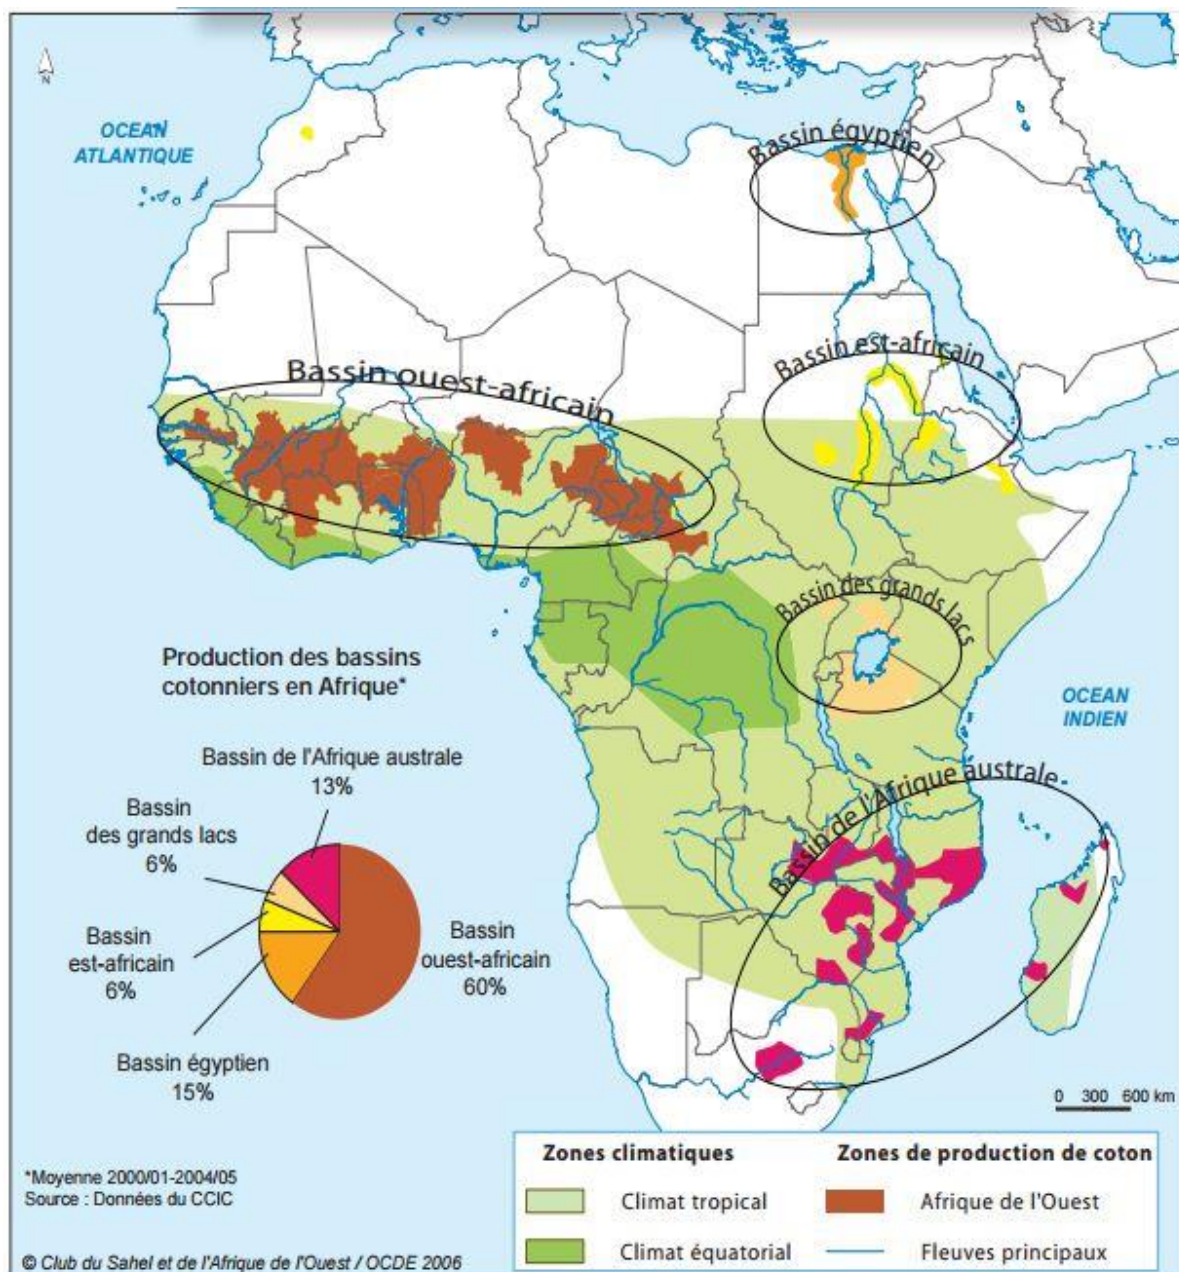 N
OCEAN
ATLANTIQUE
Bassin égyptien
Bassin est-africain
Bassin ouest-africain
Bassin des grands lacs
OCEAN
INDIEN
Bassin de l'Afrique australe
Production des bassins
cotonniers en Afrique*
Bassin de l'Afrique australe
13%
Bassin
des grands lacs
6%
Bassin
est-africain
6%
Bassin égyptien
15%
Bassin
ouest-africain
60%
0 300 600 km
*Moyenne 2000/01-2004/05
Source : Données du CCIC
© Club du Sahel et de l'Afrique de l'Ouest / OCDE 2006
Zones climatiques
Climat tropical
Climat équatorial
Zones de production de coton
Afrique de l'Ouest
Fleuves principaux